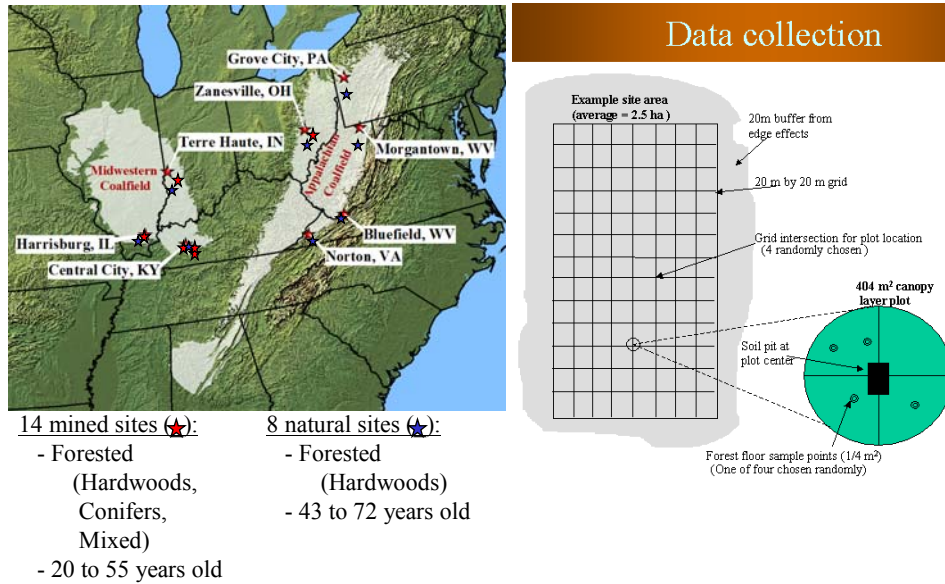 Grove City, PA
Zanesville, OH
Terre Haute, IN
Midwestern
Coalfield
Appalachian
Coalfield
Morgantown, WV
Harrisburg, IL
Central City, KY
Bluefield, WV
Norton, VA
14 mined sites (★):
- Forested
(Hardwoods,
Conifers,
Mixed)
- 20 to 55 years old
8 natural sites (★):
- Forested
(Hardwoods)
- 43 to 72 years old
Data collection
Example site area
(average = 2.5 ha )
20m buffer from
edge effects
20 m by 20 m grid
Grid intersection for plot location
(4 randomly chosen )
404 m² canopy
layer plot
Soil pit at
plot center
Forest floor sample points (1/4 m²)
(One of four chosen randomly)